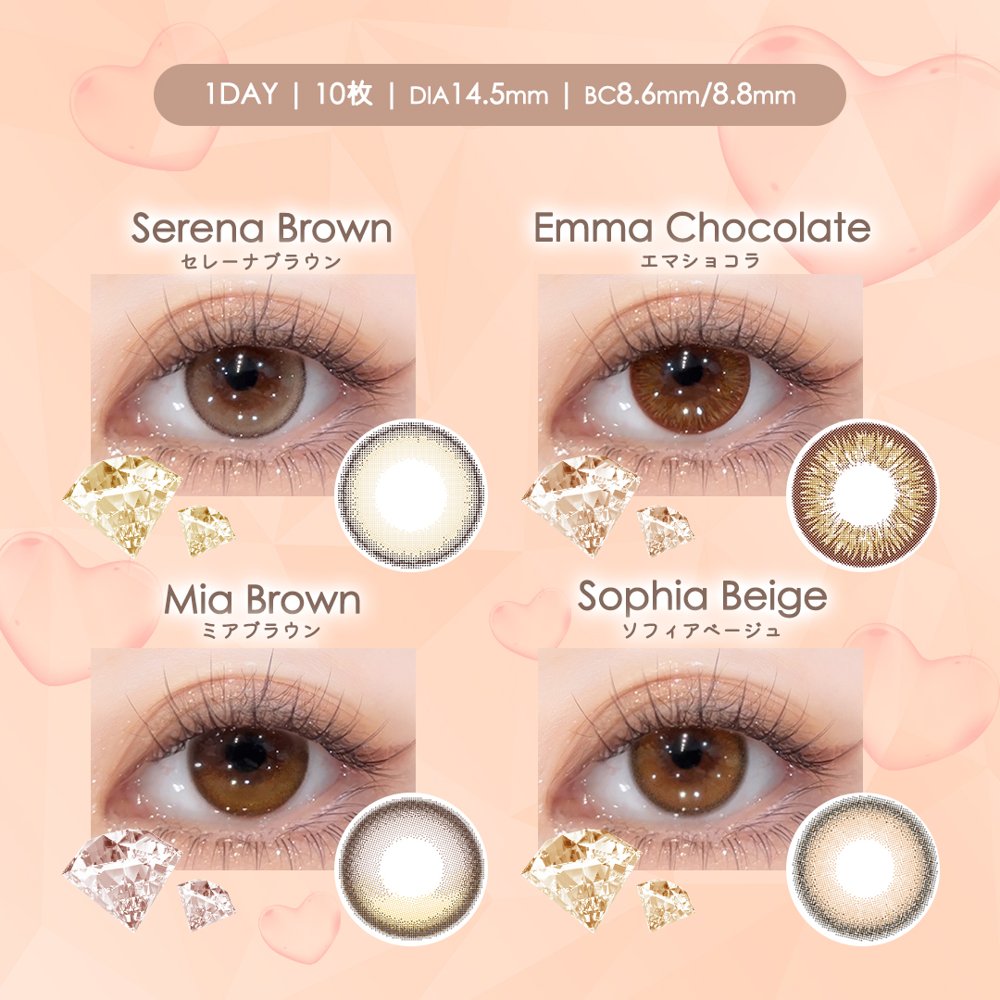 1DAY | 10枚 | DIA14.5mm | BC8.6mm/8.8mm
Serena Brown
セレーナブラウン
Emma Chocolate
エマショコラ
Mia Brown
ミアブラウン
Sophia Beige
ソフィアベージュ